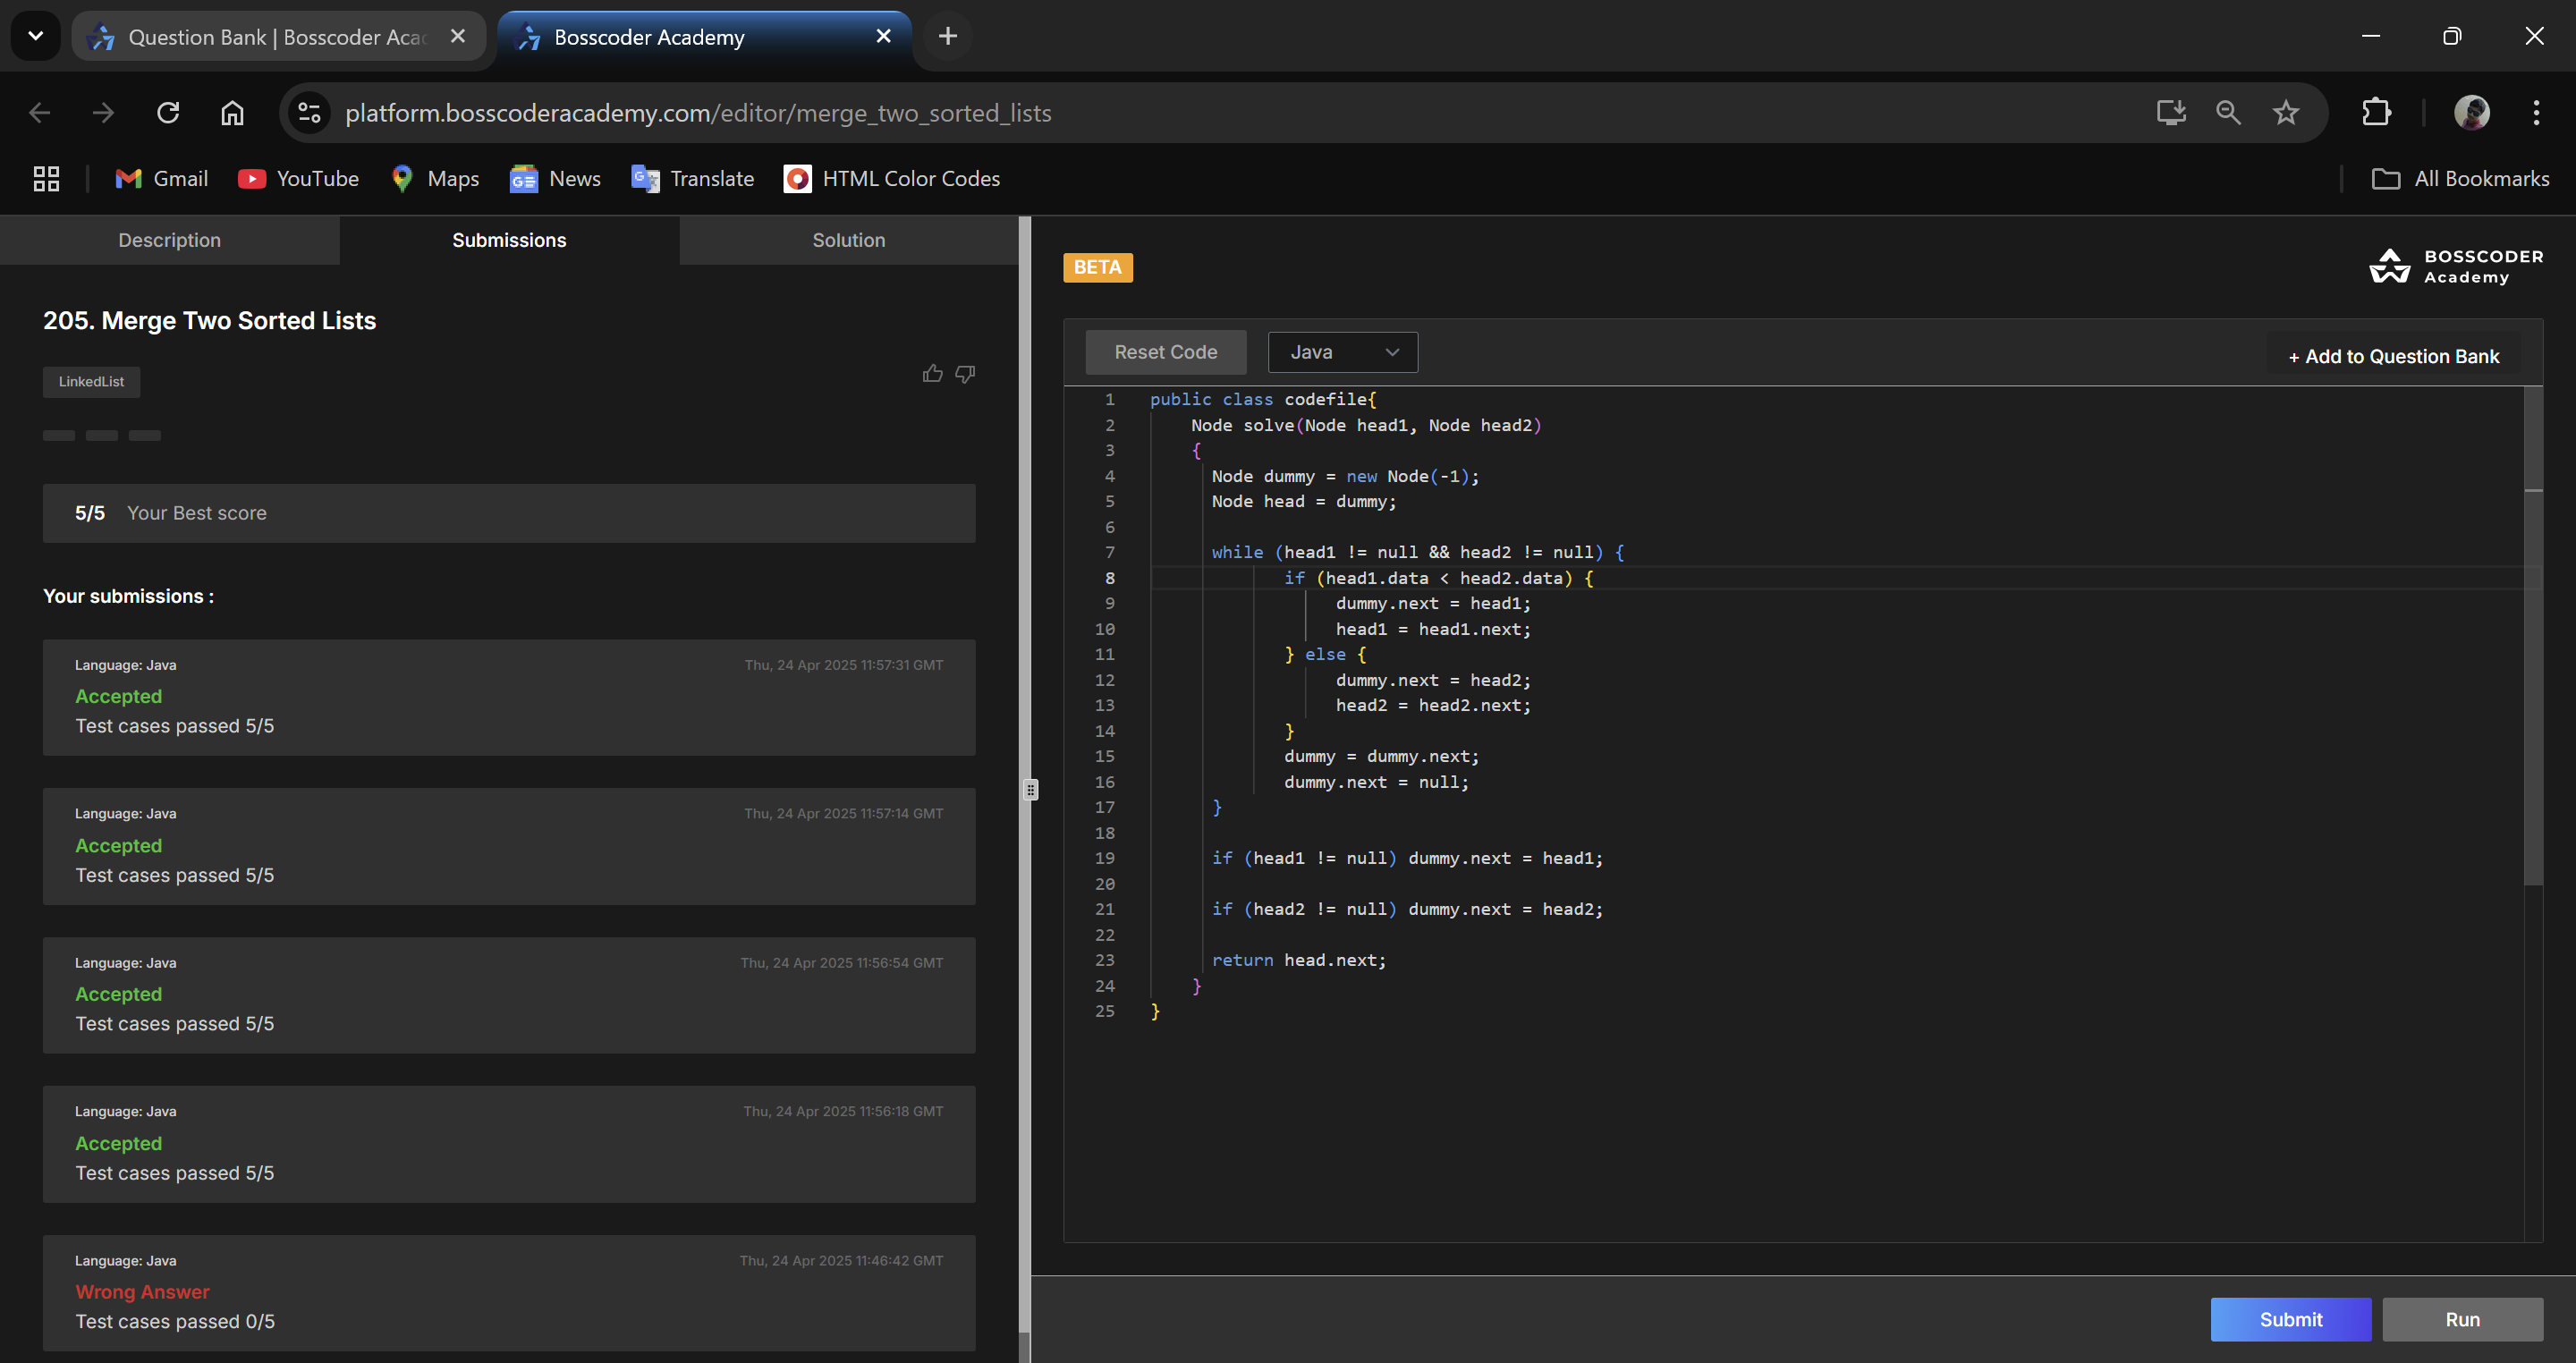 Question Bank | Bosscoder Aca
Bosscoder Academy
platform.bosscoderacademy.com/editor/merge_two_sorted_lists
Gmail
YouTube
Maps
News
Translate
HTML Color Codes
All Bookmarks
Description
Submissions
Solution
205. Merge Two Sorted Lists
LinkedList
5/5 Your Best score
Your submissions :
Language: Java
Thu, 24 Apr 2025 11:57:31 GMT
Accepted
Test cases passed 5/5
Language: Java
Thu, 24 Apr 2025 11:57:14 GMT
Accepted
Test cases passed 5/5
Language: Java
Thu, 24 Apr 2025 11:56:54 GMT
Accepted
Test cases passed 5/5
Language: Java
Thu, 24 Apr 2025 11:56:18 GMT
Accepted
Test cases passed 5/5
Language: Java
Thu, 24 Apr 2025 11:46:42 GMT
Wrong Answer
Test cases passed 0/5
BETA
BOSSCODER
Academy
Reset Code
Java
+ Add to Question Bank
1 public class codefile{
2     Node solve(Node head1, Node head2)
3     {
4       Node dummy = new Node(-1);
5       Node head = dummy;
6
7       while (head1 != null && head2 != null) {
8              if (head1.data < head2.data) {
9                   dummy.next = head1;
10                  head1 = head1.next;
11             } else {
12                  dummy.next = head2;
13                  head2 = head2.next;
14             }
15             dummy = dummy.next;
16             dummy.next = null;
17      }
18
19      if (head1 != null) dummy.next = head1;
20
21      if (head2 != null) dummy.next = head2;
22
23      return head.next;
24    }
25 }
Submit
Run